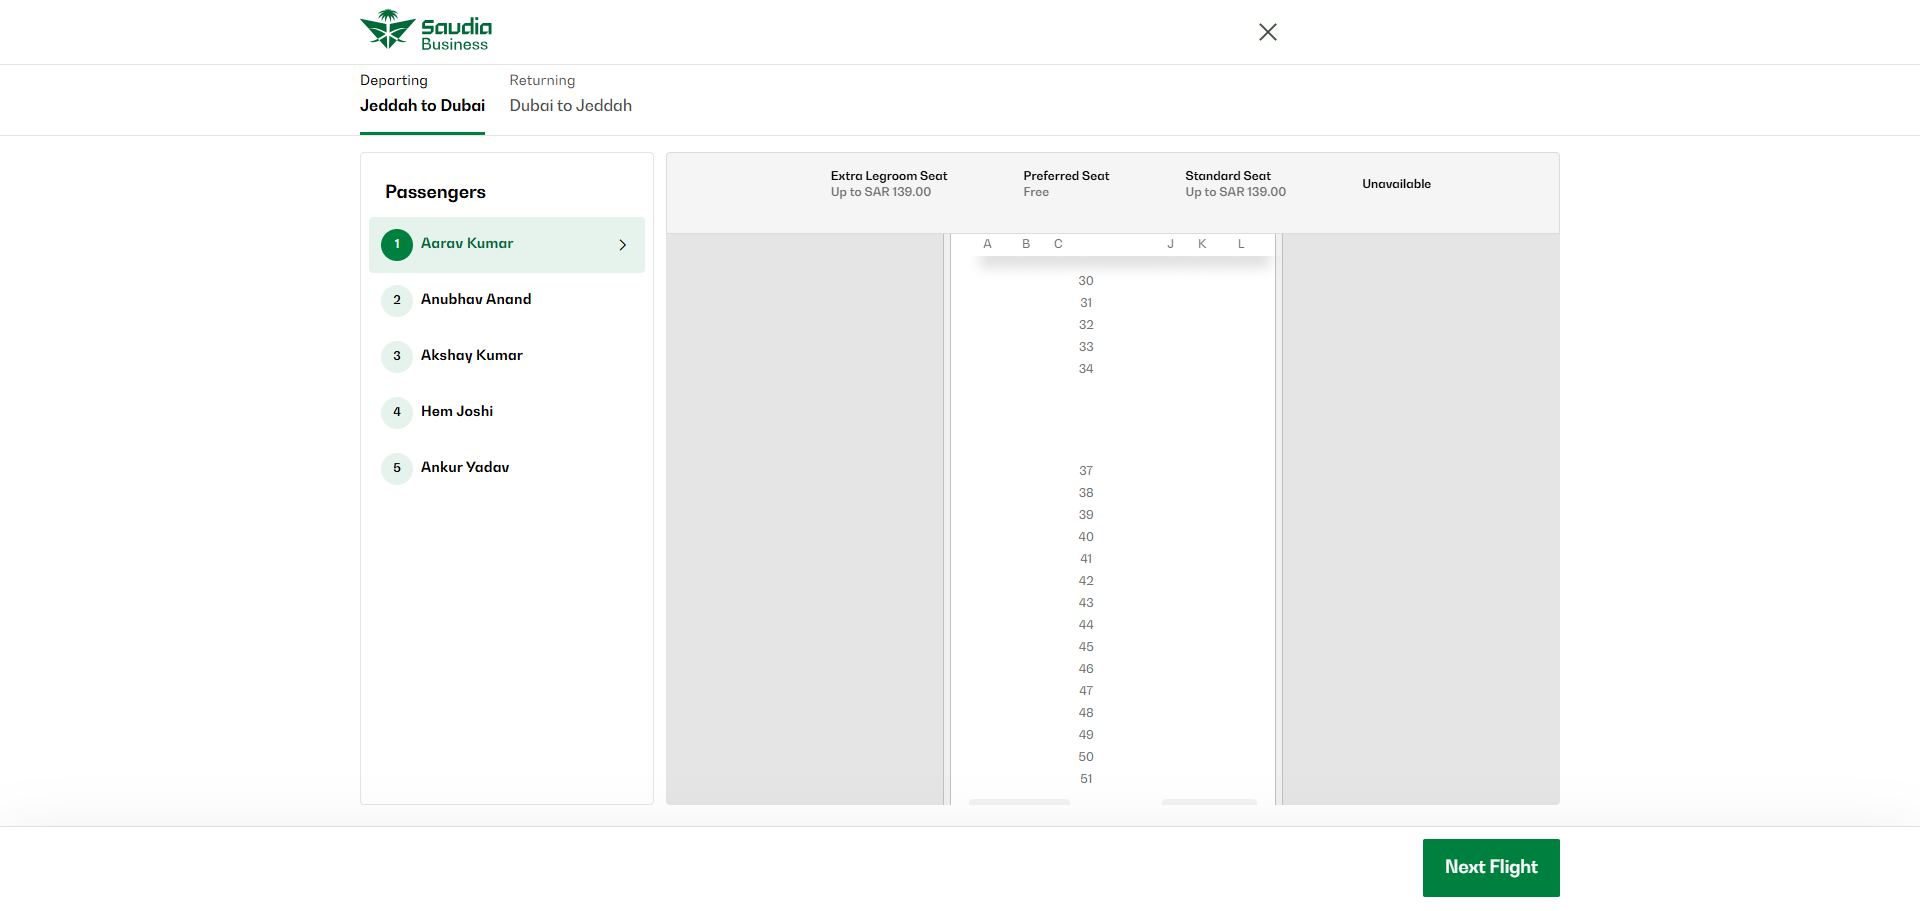 Saudia
Business
Departing
Jeddah to Dubai
Returning
Dubai to Jeddah
Passengers
1 Aarav Kumar
2 Anubhav Anand
3 Akshay Kumar
4 Hem Joshi
5 Ankur Yadav
Extra Legroom Seat
Up to SAR 139.00
Preferred Seat
Free
Standard Seat
Up to SAR 139.00
Unavailable
A B C J K L
30
31
32
33
34
37
38
39
40
41
42
43
44
45
46
47
48
49
50
51
Next Flight